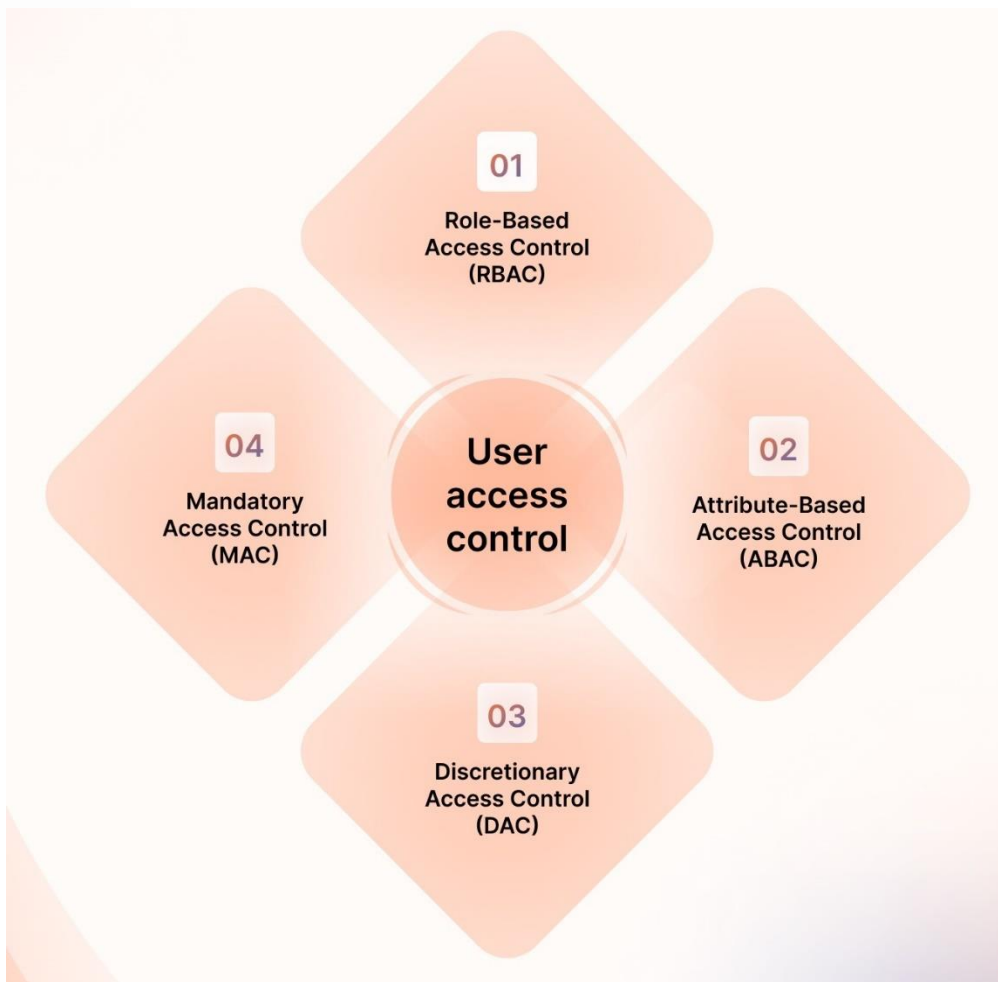 01
Role-Based
Access Control
(RBAC)
04
Mandatory
Access Control
(MAC)
User
access
control
02
Attribute-Based
Access Control
(ABAC)
03
Discretionary
Access Control
(DAC)